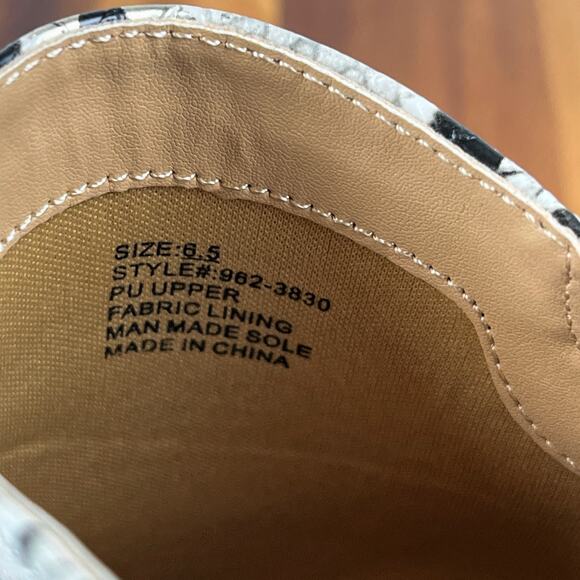 SIZE:6.5
STYLE#:962-3830
PU UPPER
FABRIC LINING
MAN MADE SOLE
MADE IN CHINA